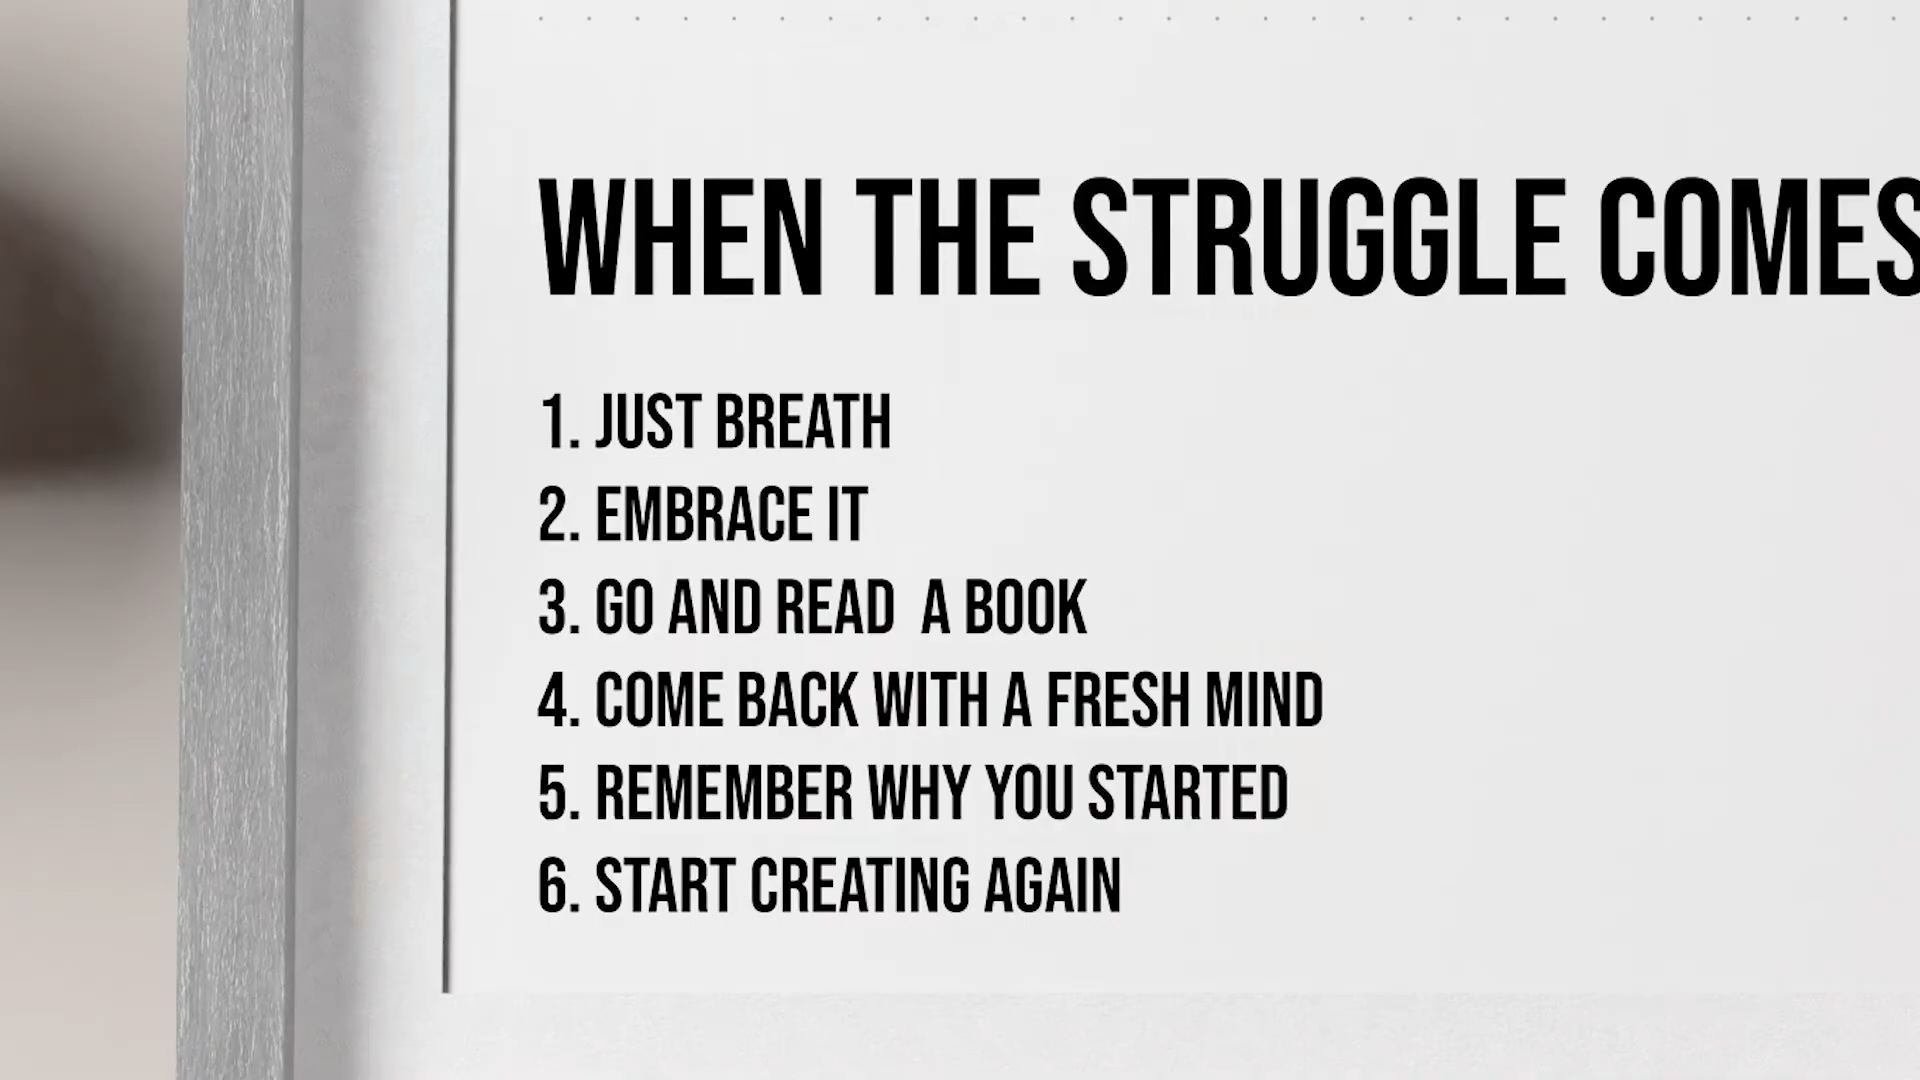 WHEN THE STRUGGLE COMES
1. JUST BREATH
2. EMBRACE IT
3. GO AND READ  A BOOK
4. COME BACK WITH A FRESH MIND
5. REMEMBER WHY YOU STARTED
6. START CREATING AGAIN